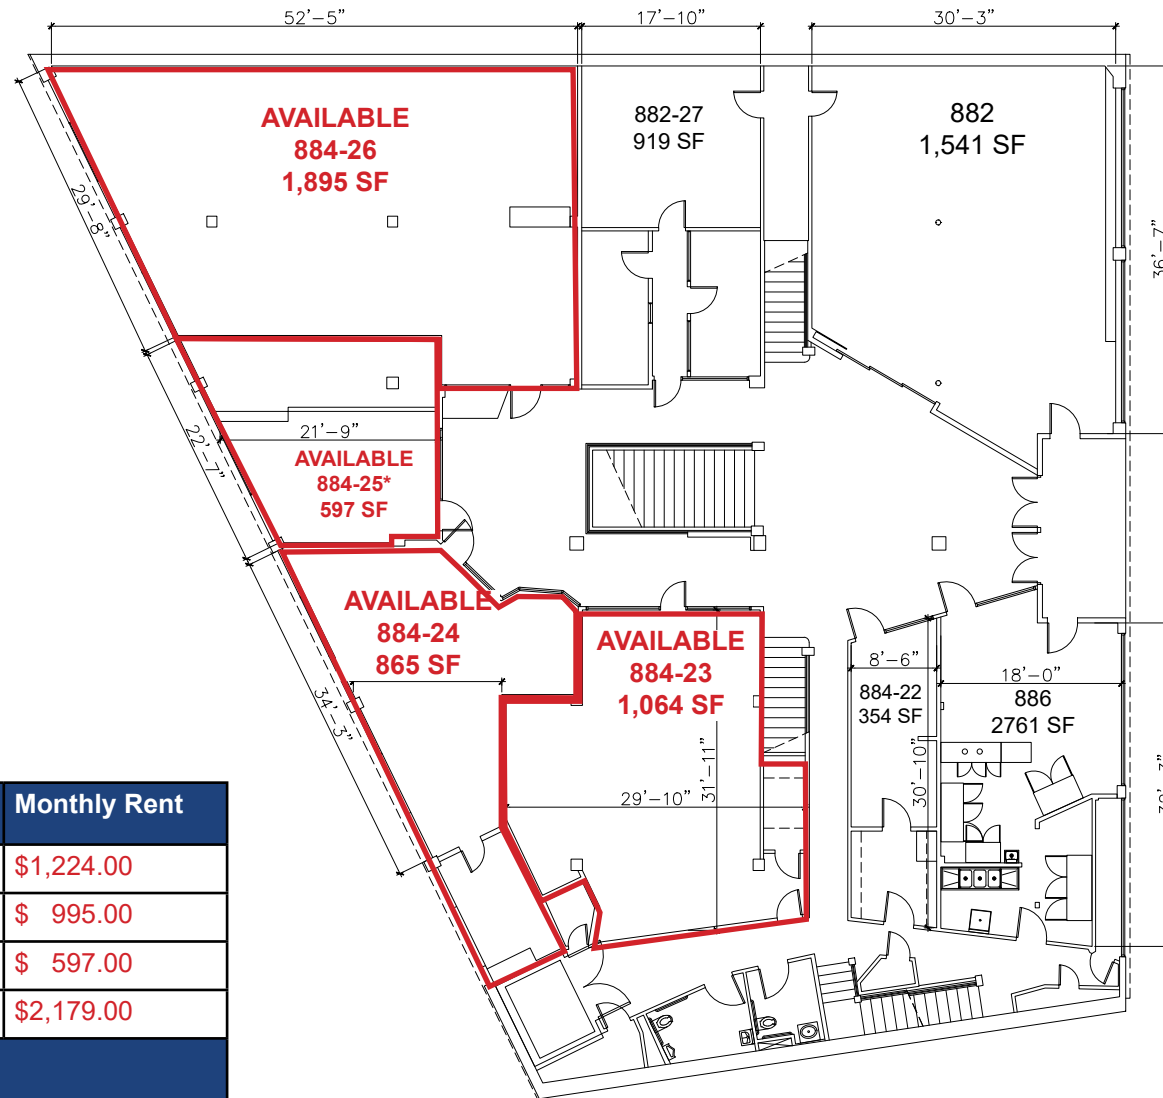 52'-5"
17'-10"
30'-3"
AVAILABLE
884-26
1,895 SF
882-27
919 SF
882
1,541 SF
29'-8"
36'-7"
22'-7"
21'-9"
AVAILABLE
884-25*
597 SF
AVAILABLE
884-24
865 SF
AVAILABLE
884-23
1,064 SF
8'-6"
884-22
354 SF
18'-0"
886
2761 SF
34'-3"
31'-11"
29'-10"
30'-10"
Monthly Rent
$1,224.00
$ 995.00
$ 597.00
$2,179.00